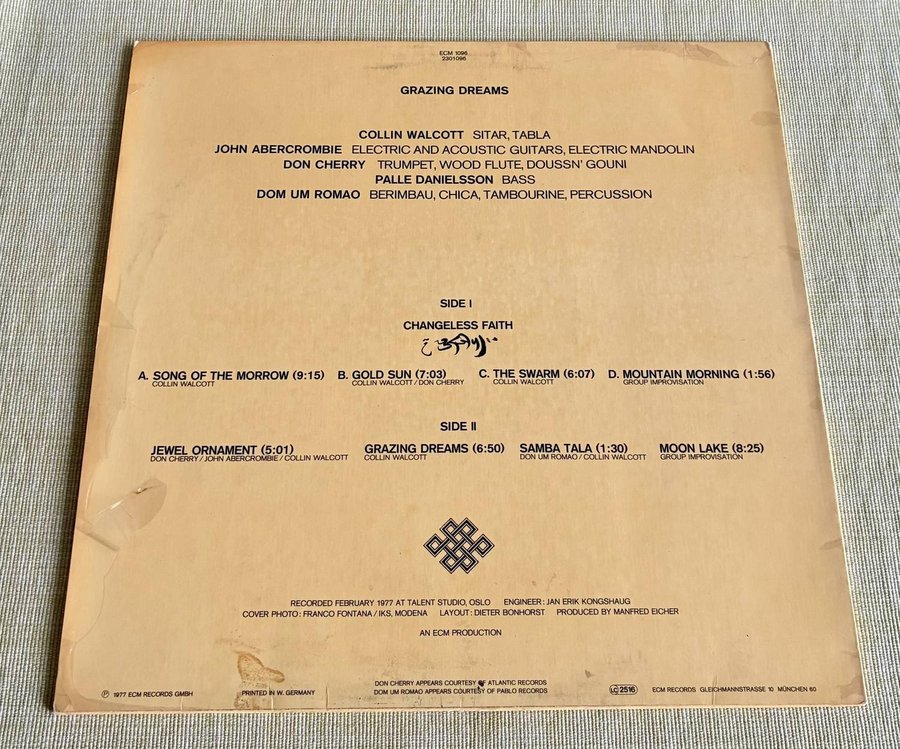 ECM 1096
2301096
GRAZING DREAMS
COLLIN WALCOTT SITAR, TABLA
JOHN ABERCROMBIE ELECTRIC AND ACOUSTIC GUITARS, ELECTRIC MANDOLIN
DON CHERRY TRUMPET, WOOD FLUTE, DOUSSN' GOUNI
PALLE DANIELSSON BASS
DOM UM ROMAO BERIMBAU, CHICA, TAMBOURINE, PERCUSSION
SIDE I
CHANGELESS FAITH
A. SONG OF THE MORROW (9:15) B. GOLD SUN (7:03) C. THE SWARM (6:07) D. MOUNTAIN MORNING (1:56)
COLLIN WALCOTT COLLIN WALCOTT / DON CHERRY COLLIN WALCOTT GROUP IMPROVISATION
SIDE II
JEWEL ORNAMENT (5:01) GRAZING DREAMS (6:50) SAMBA TALA (1:30) MOON LAKE (8:25)
DON CHERRY / JOHN ABERCROMBIE / COLLIN WALCOTT COLLIN WALCOTT DON UM ROMAO / COLLIN WALCOTT GROUP IMPROVISATION
RECORDED FEBRUARY 1977 AT TALENT STUDIO, OSLO ENGINEER: JAN ERIK KONGSHAUG
COVER PHOTO: FRANCO FONTANA / IKS, MODENA LAYOUT: DIETER BONHORST PRODUCED BY MANFRED EICHER
AN ECM PRODUCTION
DON CHERRY APPEARS COURTESY OF ATLANTIC RECORDS
DOM UM ROMAO APPEARS COURTESY OF PABLO RECORDS
℗ 1977 ECM RECORDS GMBH PRINTED IN W. GERMANY LC 2516 ECM RECORDS GLEICHMANNSTRASSE 10 MÜNCHEN 60